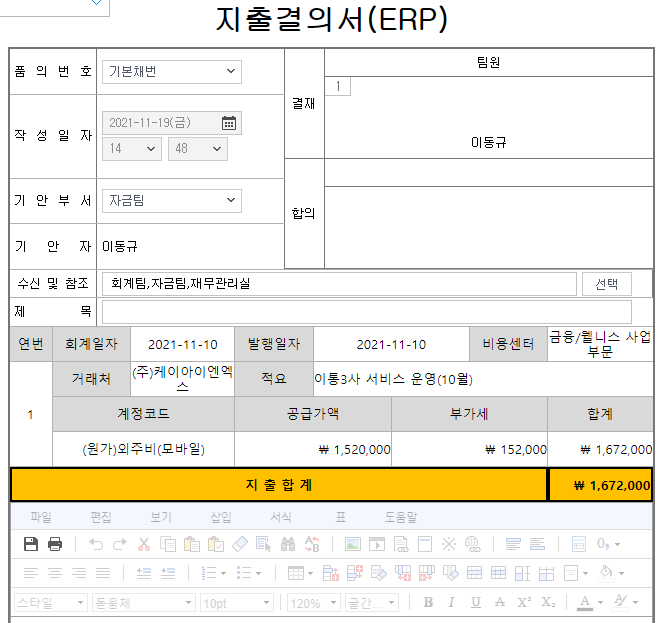 지출결의서(ERP)
품 의 번 호 기본채번 결재 팀원
1
작 성 일 자 2021-11-19(금)
14 48
이동규
기 안 부 서 자금팀 합의
기 안 자 이동규
수신 및 참조 회계팀,자금팀,재무관리실 선택
제 목
연번 회계일자 2021-11-10 발행일자 2021-11-10 비용센터 금융/웰니스 사업
부문
거래처 (주)케이아이엔엑
스 적요 이통3사 서비스 운영(10월)
1 계정코드 공급가액 부가세 합계
(원가)외주비(모바일) ₩ 1,520,000 ₩ 152,000 ₩ 1,672,000
지 출 합 계 ₩ 1,672,000
파일 편집 보기 삽입 서식 표 도움말
스타일 돋움체 10pt 120% 글간... B I U A X² X₂ A